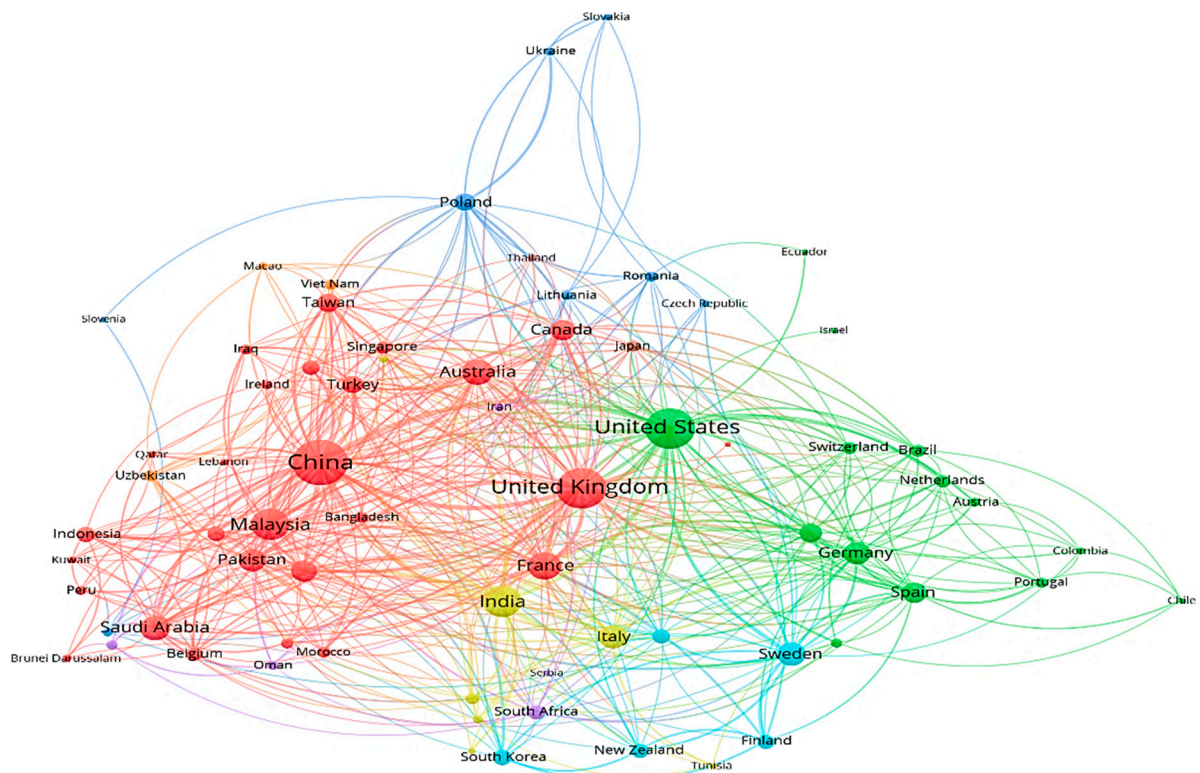 Slovakia
Ukraine
Poland
Ecuador
Thailand
Macao
Romania
Viet Nam
Lithuania
Taiwan
Czech Republic
Slovenia
Canada
Israel
Iraq
Singapore
Japan
Ireland
Turkey
Australia
Iran
United States
Switzerland
Brazil
Qatar
Lebanon
China
Uzbekistan
Netherlands
United Kingdom
Austria
Bangladesh
Malaysia
Indonesia
Colombia
Germany
Kuwait
Pakistan
France
Portugal
Peru
Spain
Chile
India
Saudi Arabia
Italy
Brunei Darussalam
Belgium
Morocco
Sweden
Oman
Serbia
South Africa
Finland
New Zealand
South Korea
Tunisia